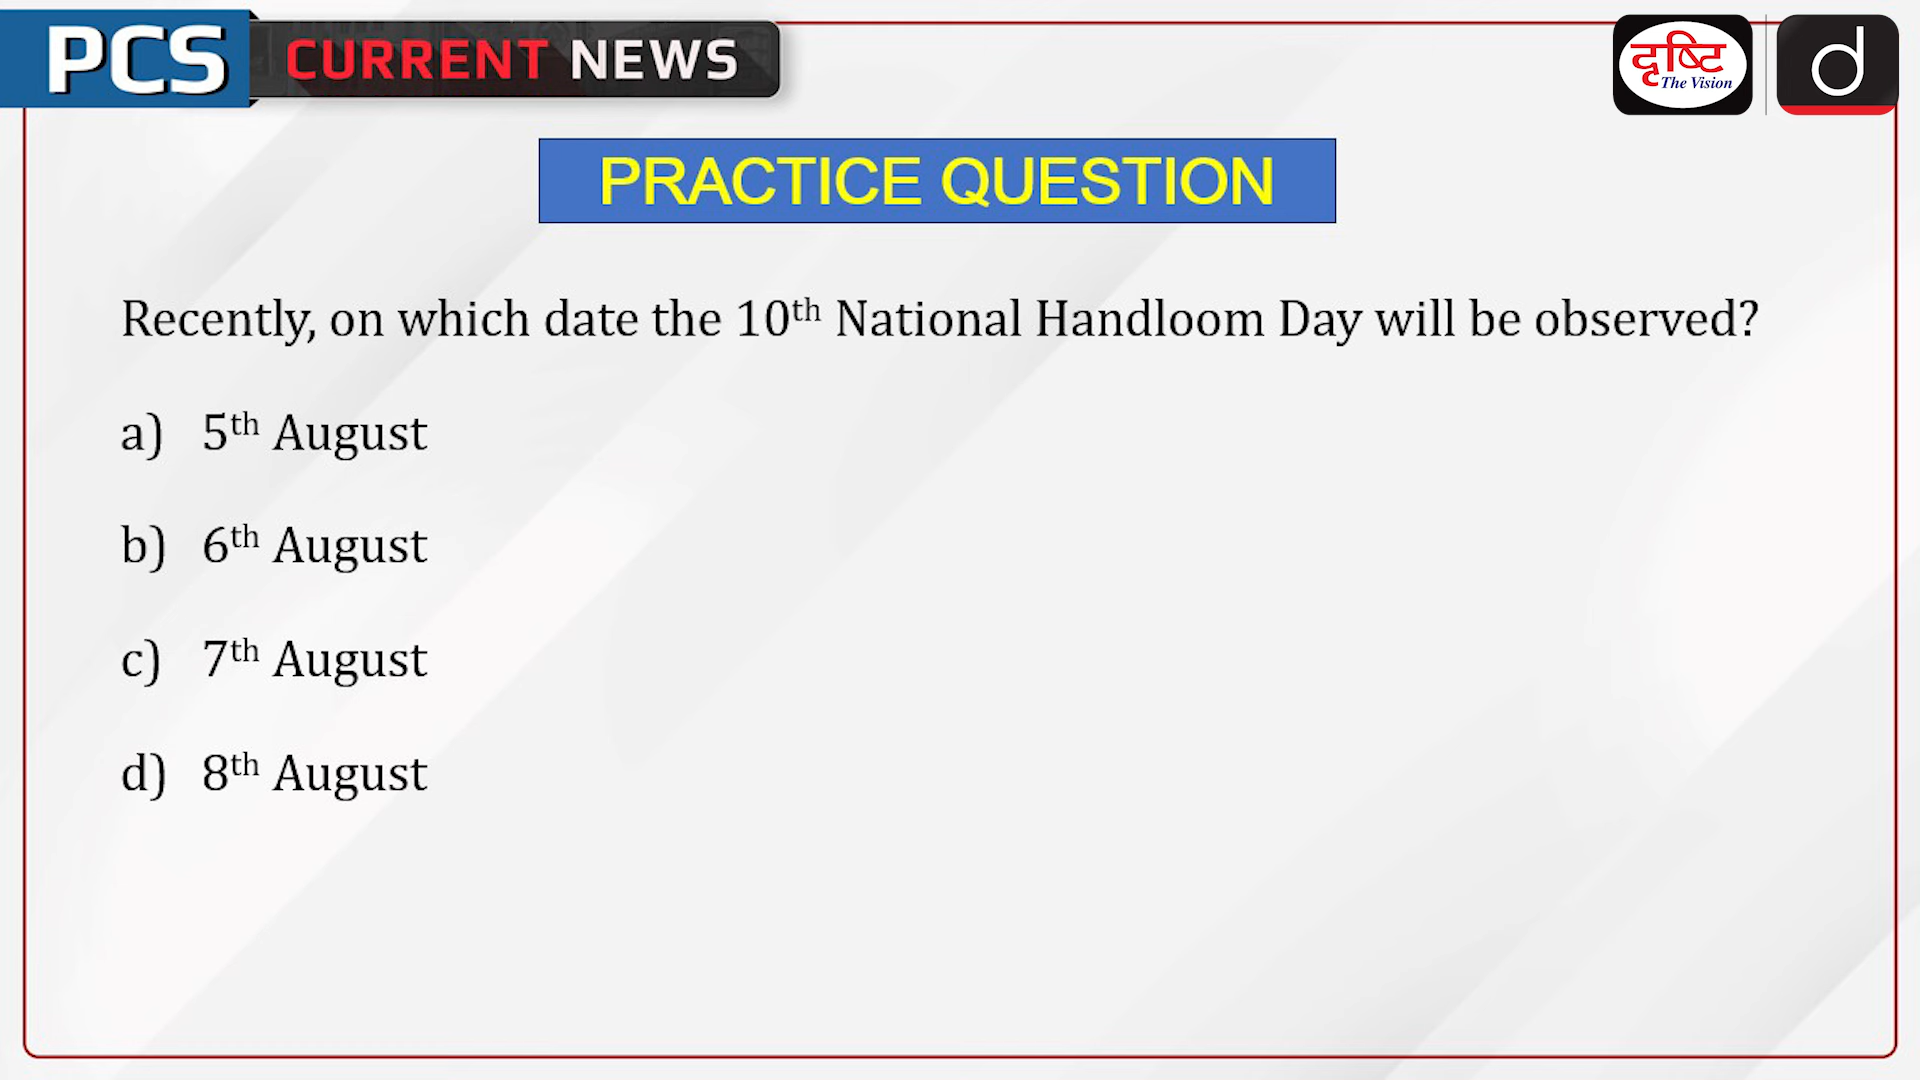 PCS CURRENT NEWS
दृष्टि
The Vision
d
PRACTICE QUESTION
Recently, on which date the 10th National Handloom Day will be observed?
a) 5th August
b) 6th August
c) 7th August
d) 8th August